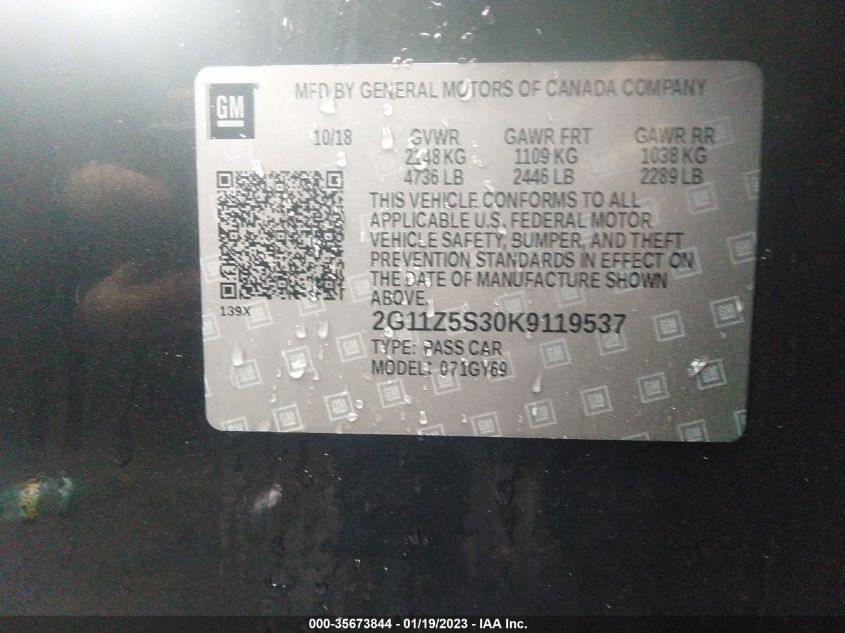 GM
MFD BY GENERAL MOTORS OF CANADA COMPANY
10/18 GVWR GAWR FRT GAWR RR
2148 KG 1109 KG 1038 KG
4736 LB 2446 LB 2289 LB
THIS VEHICLE CONFORMS TO ALL
APPLICABLE U.S. FEDERAL MOTOR
VEHICLE SAFETY, BUMPER, AND THEFT
PREVENTION STANDARDS IN EFFECT ON
THE DATE OF MANUFACTURE SHOWN
ABOVE.
139X
2G11Z5S30K9119537
TYPE: PASS CAR
MODEL: 071GY69
000-35673844 - 01/19/2023 - IAA Inc.